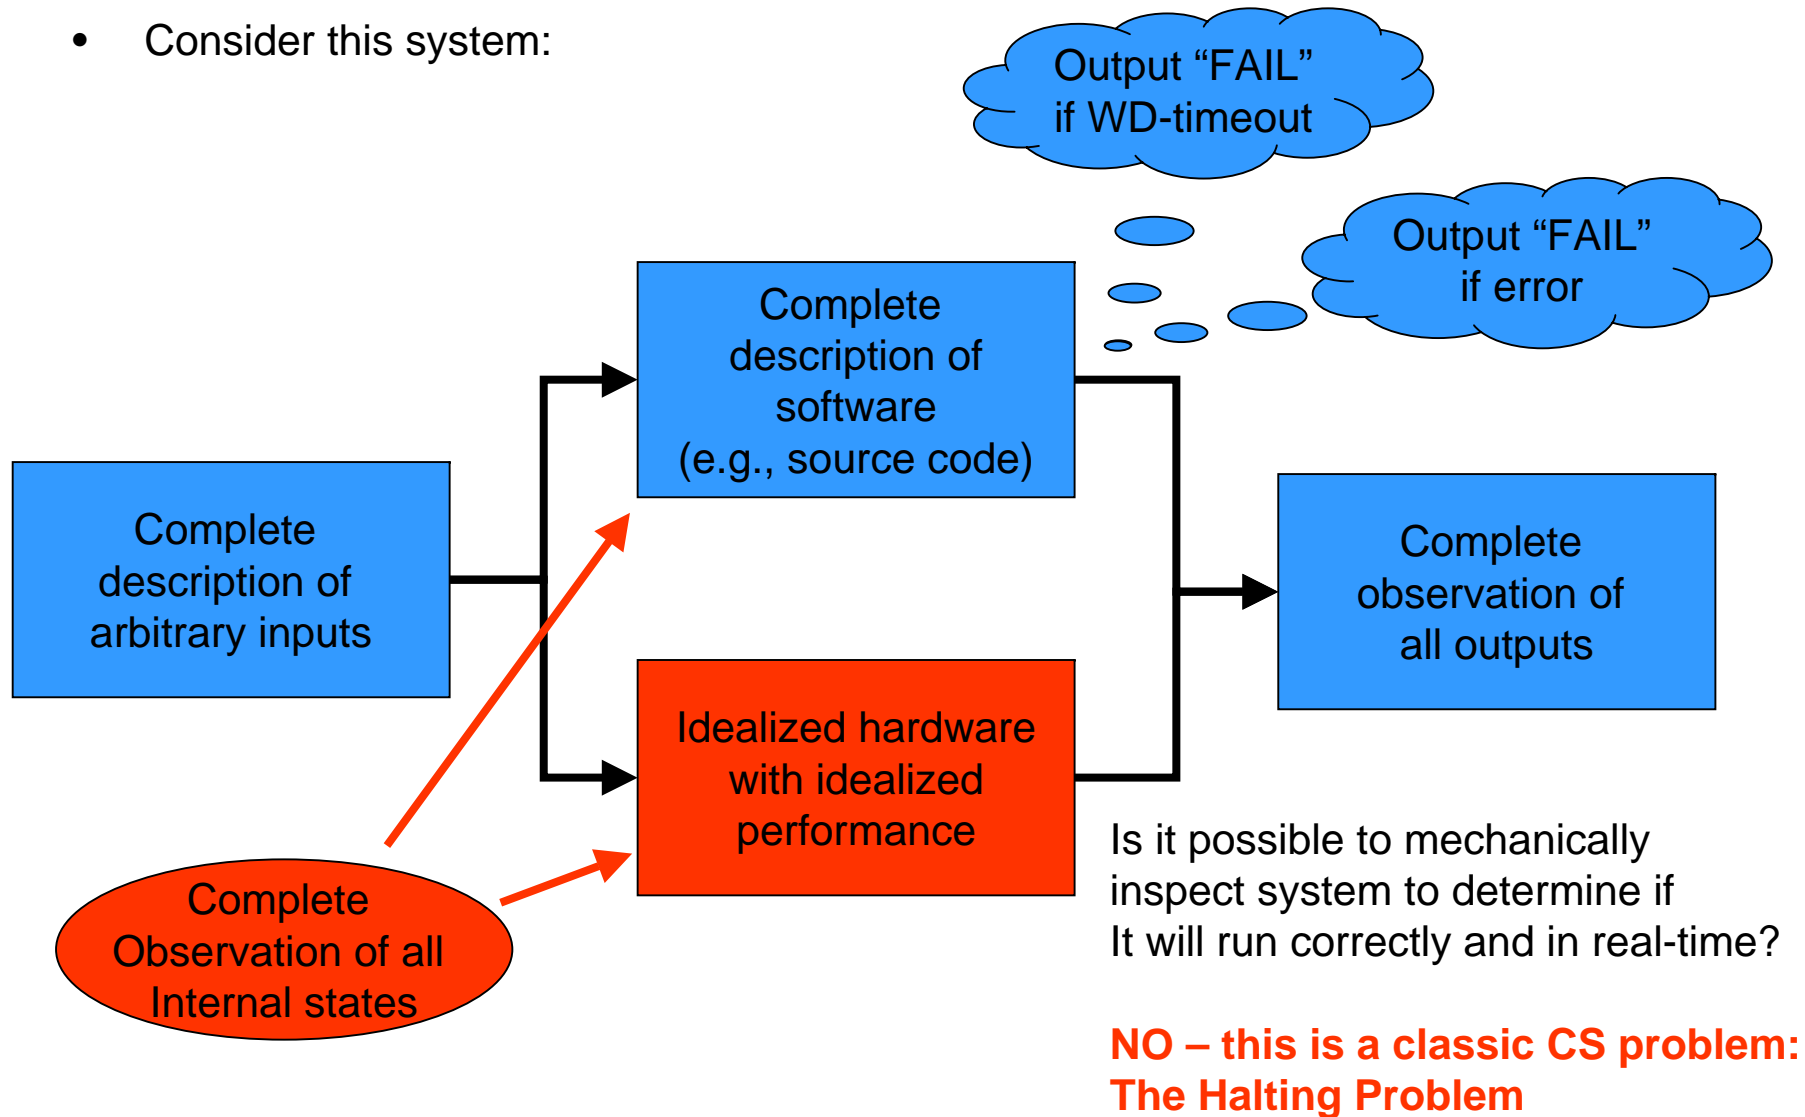 • Consider this system:
Output “FAIL”
if WD-timeout
Output “FAIL”
if error
Complete
description of
software
(e.g., source code)
Complete
description of
arbitrary inputs
Complete
observation of
all outputs
Idealized hardware
with idealized
performance
Complete
Observation of all
Internal states
Is it possible to mechanically
inspect system to determine if
It will run correctly and in real-time?
NO – this is a classic CS problem:
The Halting Problem